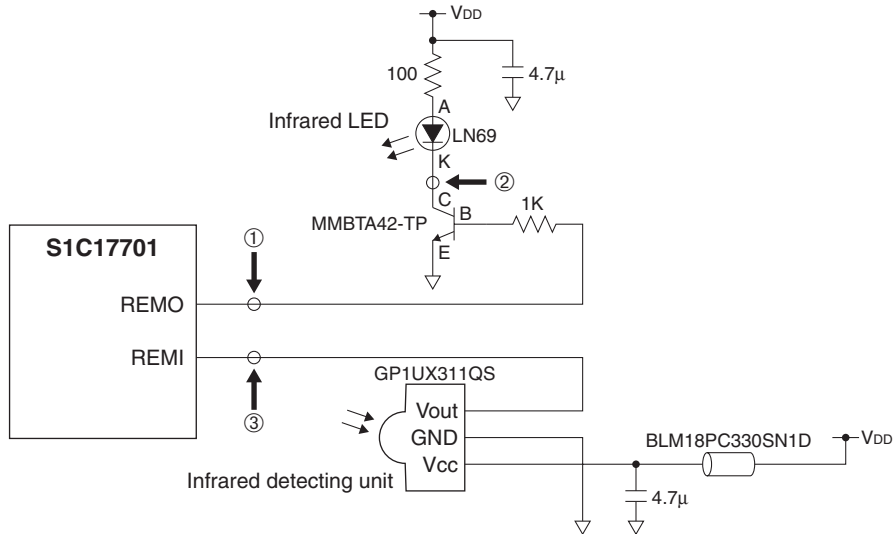 VDD
100
4.7μ
A
Infrared LED
LN69
K
②
C
1K
MMBTA42-TP
B
E
S1C17701
①
REMO
REMI
GP1UX311QS
③
Vout
GND
BLM18PC330SN1D
VDD
Vcc
Infrared detecting unit
4.7μ